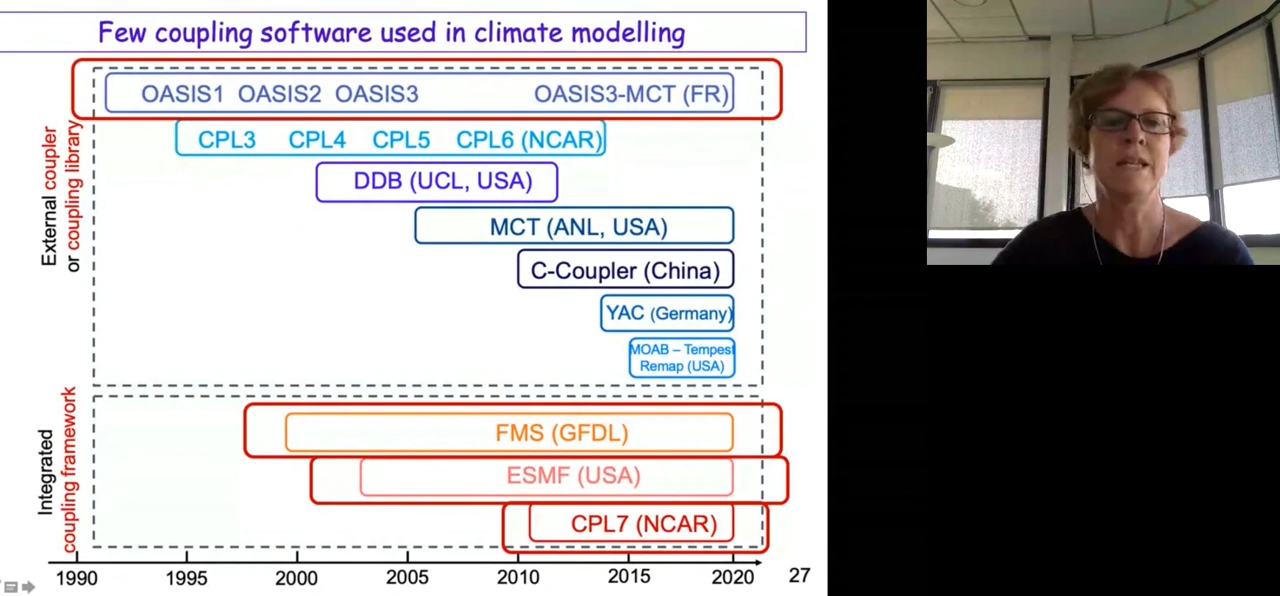 Few coupling software used in climate modelling
External coupler
or coupling library
OASIS1 OASIS2 OASIS3 OASIS3-MCT (FR)
CPL3 CPL4 CPL5 CPL6 (NCAR)
DDB (UCL, USA)
MCT (ANL, USA)
C-Coupler (China)
YAC (Germany)
MOAB – Tempest
Remap (USA)
Integrated
coupling framework
FMS (GFDL)
ESMF (USA)
CPL7 (NCAR)
1990 1995 2000 2005 2010 2015 2020
27